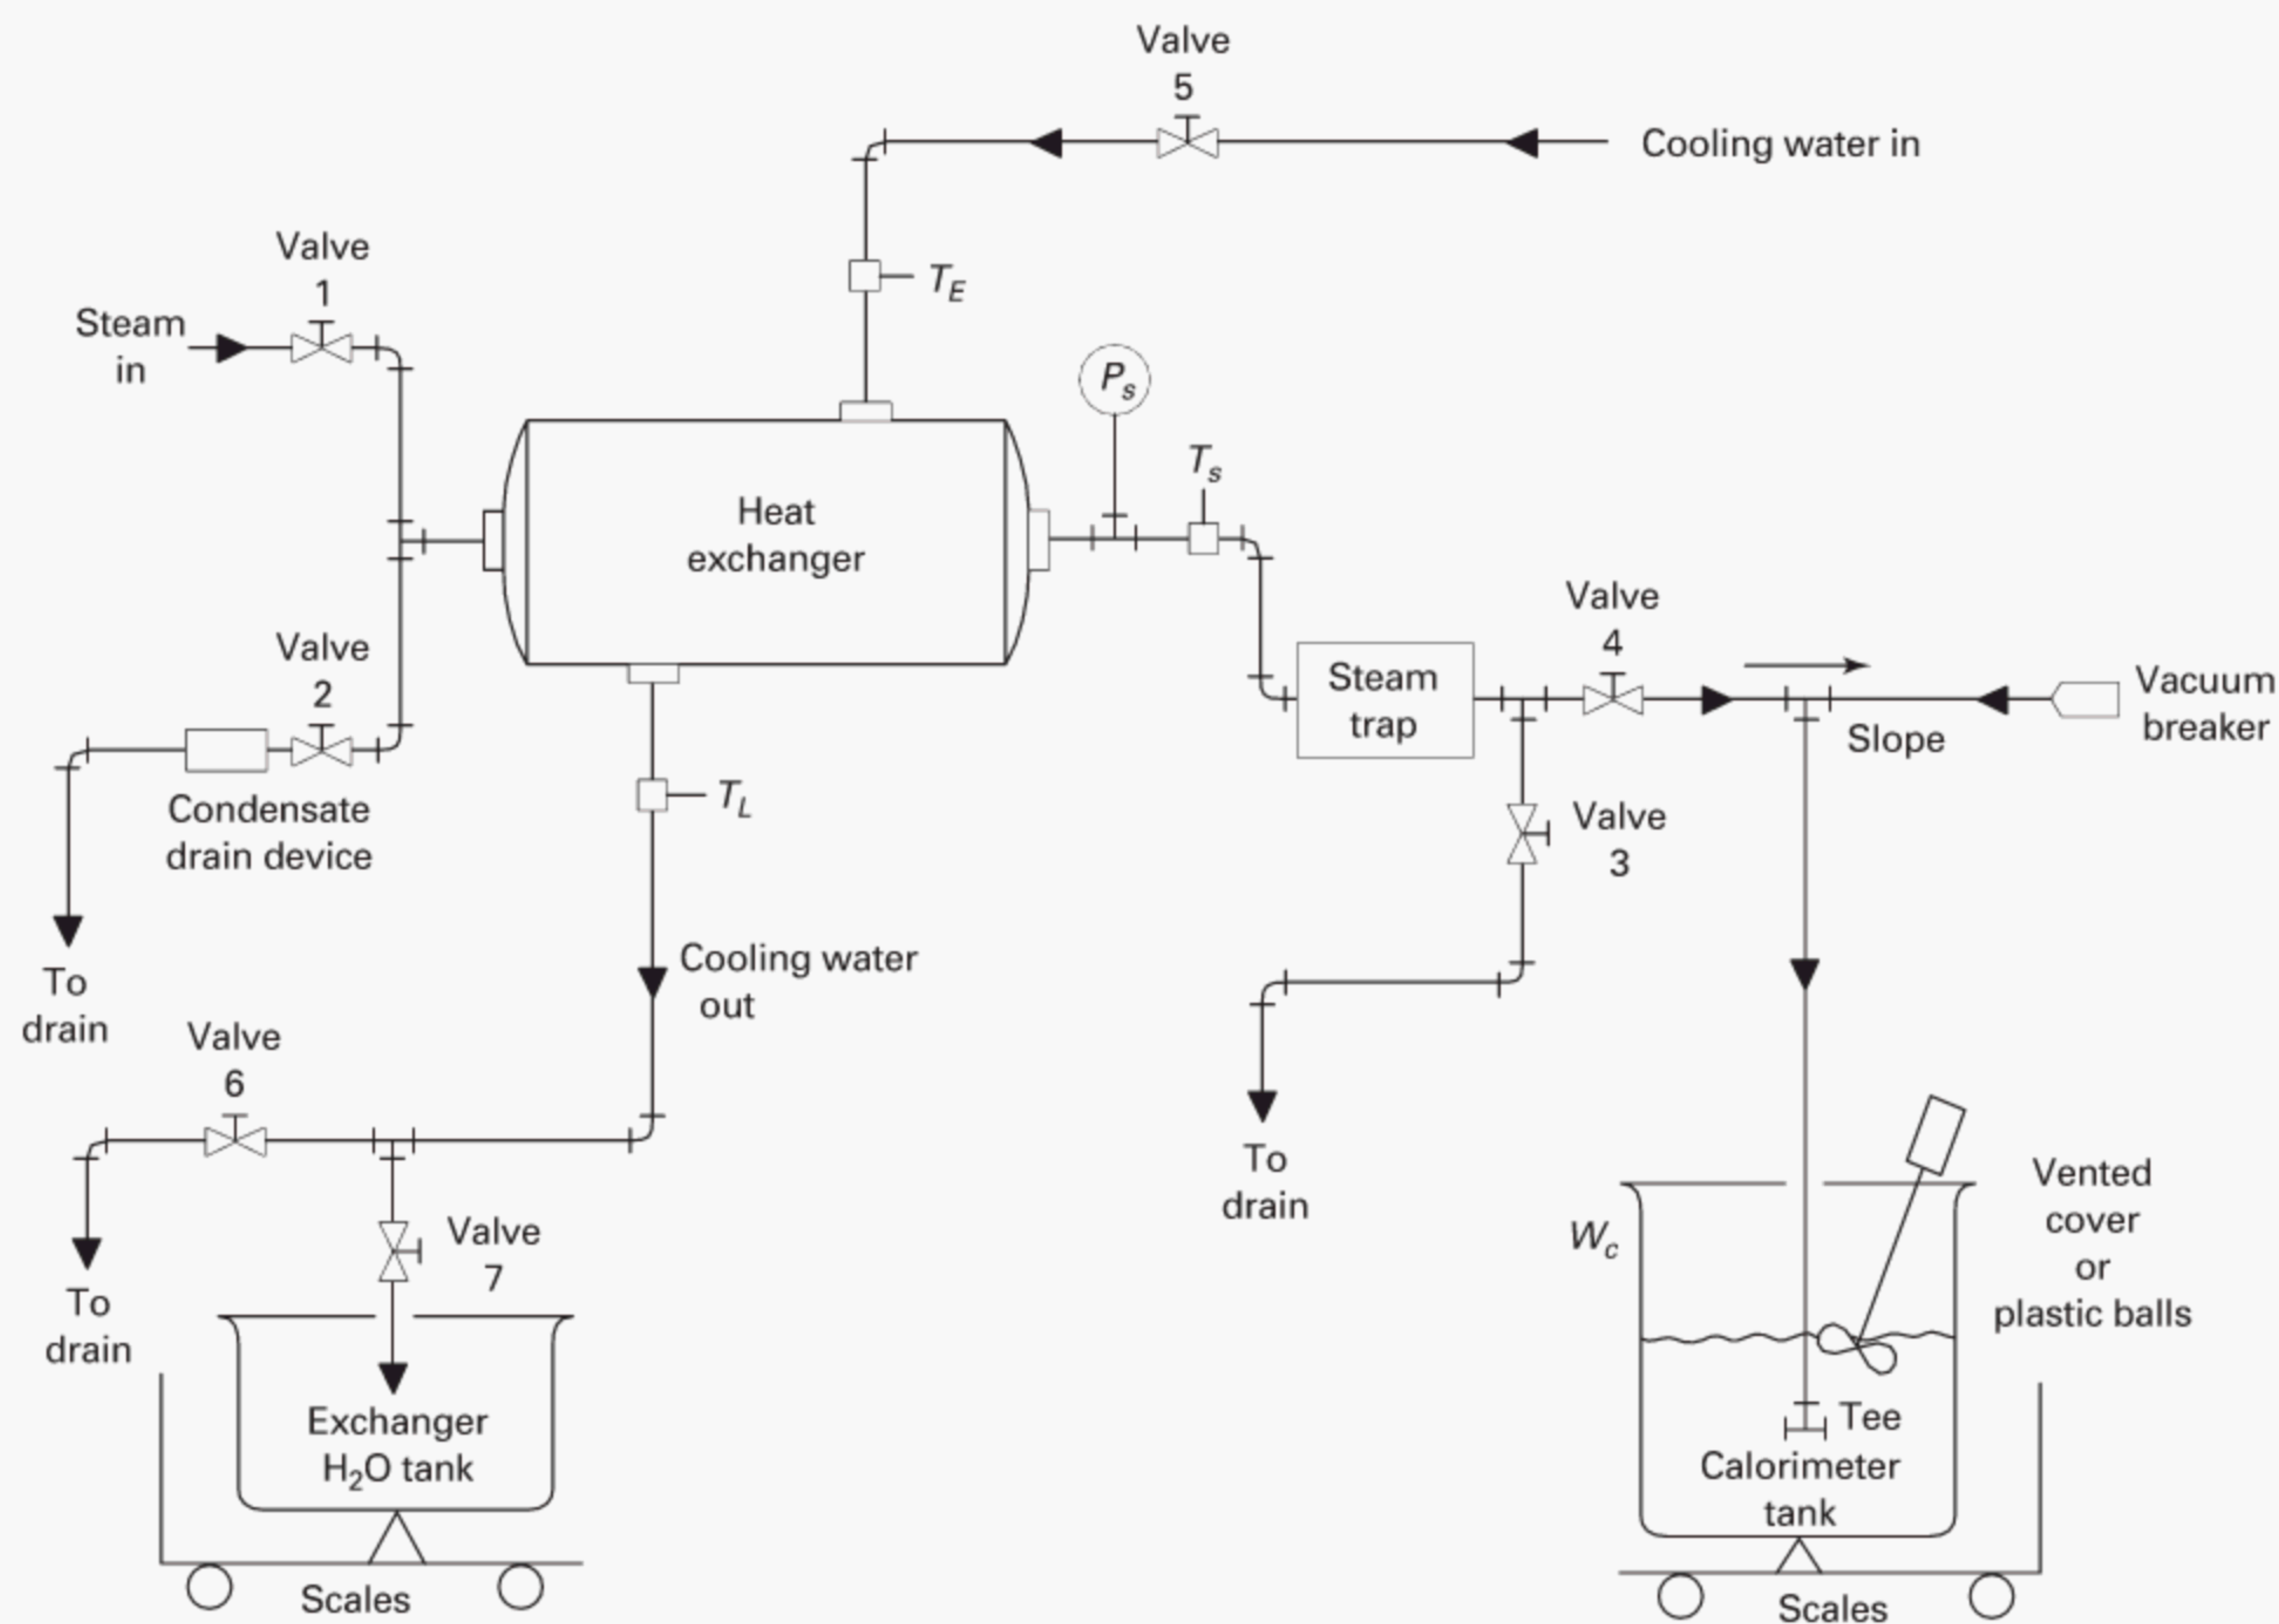 Valve
5
Cooling water in
Valve
1
Steam
in
T_E
P_s
T_s
Heat
exchanger
Valve
4
Valve
2
Steam
trap
Vacuum
breaker
Slope
Condensate
drain device
T_L
Valve
3
Cooling water
out
To
drain
Valve
6
To
drain
Vented
cover
or
plastic balls
W_c
Valve
7
To
drain
Exchanger
H₂O tank
Tee
Calorimeter
tank
Scales
Scales